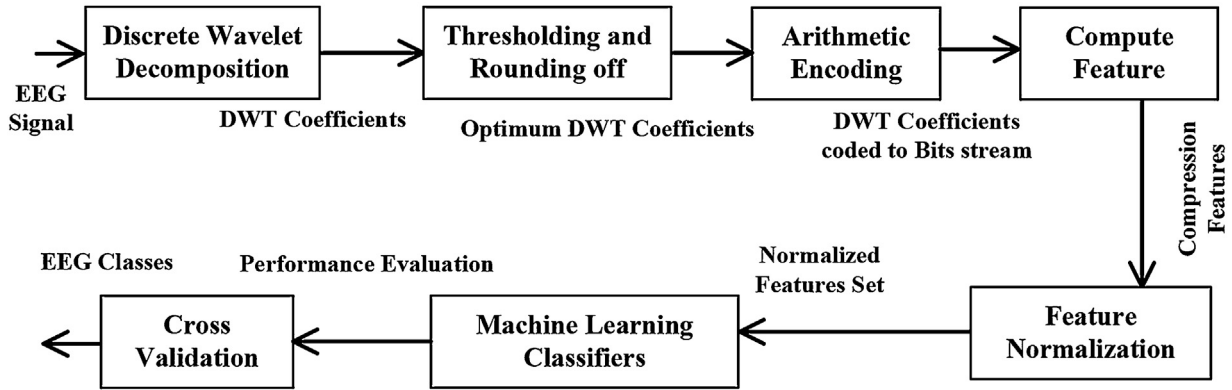 Discrete Wavelet
Decomposition
Thresholding and
Rounding off
Arithmetic
Encoding
Compute
Feature
EEG
Signal
DWT Coefficients
Optimum DWT Coefficients
DWT Coefficients
coded to Bits stream
Compression
Features
EEG Classes
Performance Evaluation
Normalized
Features Set
Cross
Validation
Machine Learning
Classifiers
Feature
Normalization